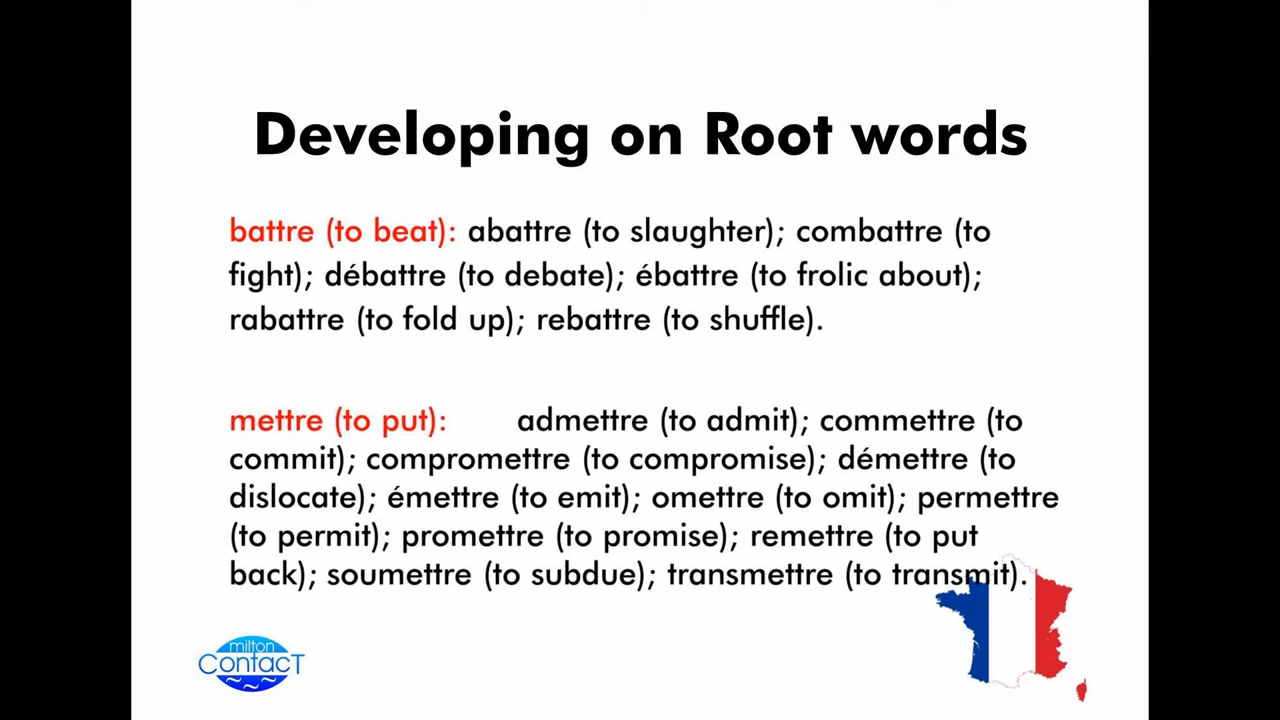 Developing on Root words
battre (to beat): abattre (to slaughter); combattre (to
fight); débattre (to debate); ébattre (to frolic about);
rabattre (to fold up); rebattre (to shuffle).
mettre (to put): admettre (to admit); commettre (to
commit); compromettre (to compromise); démettre (to
dislocate); émettre (to emit); omettre (to omit); permettre
(to permit); promettre (to promise); remettre (to put
back); soumettre (to subdue); transmettre (to transmit).
milton
ContacT